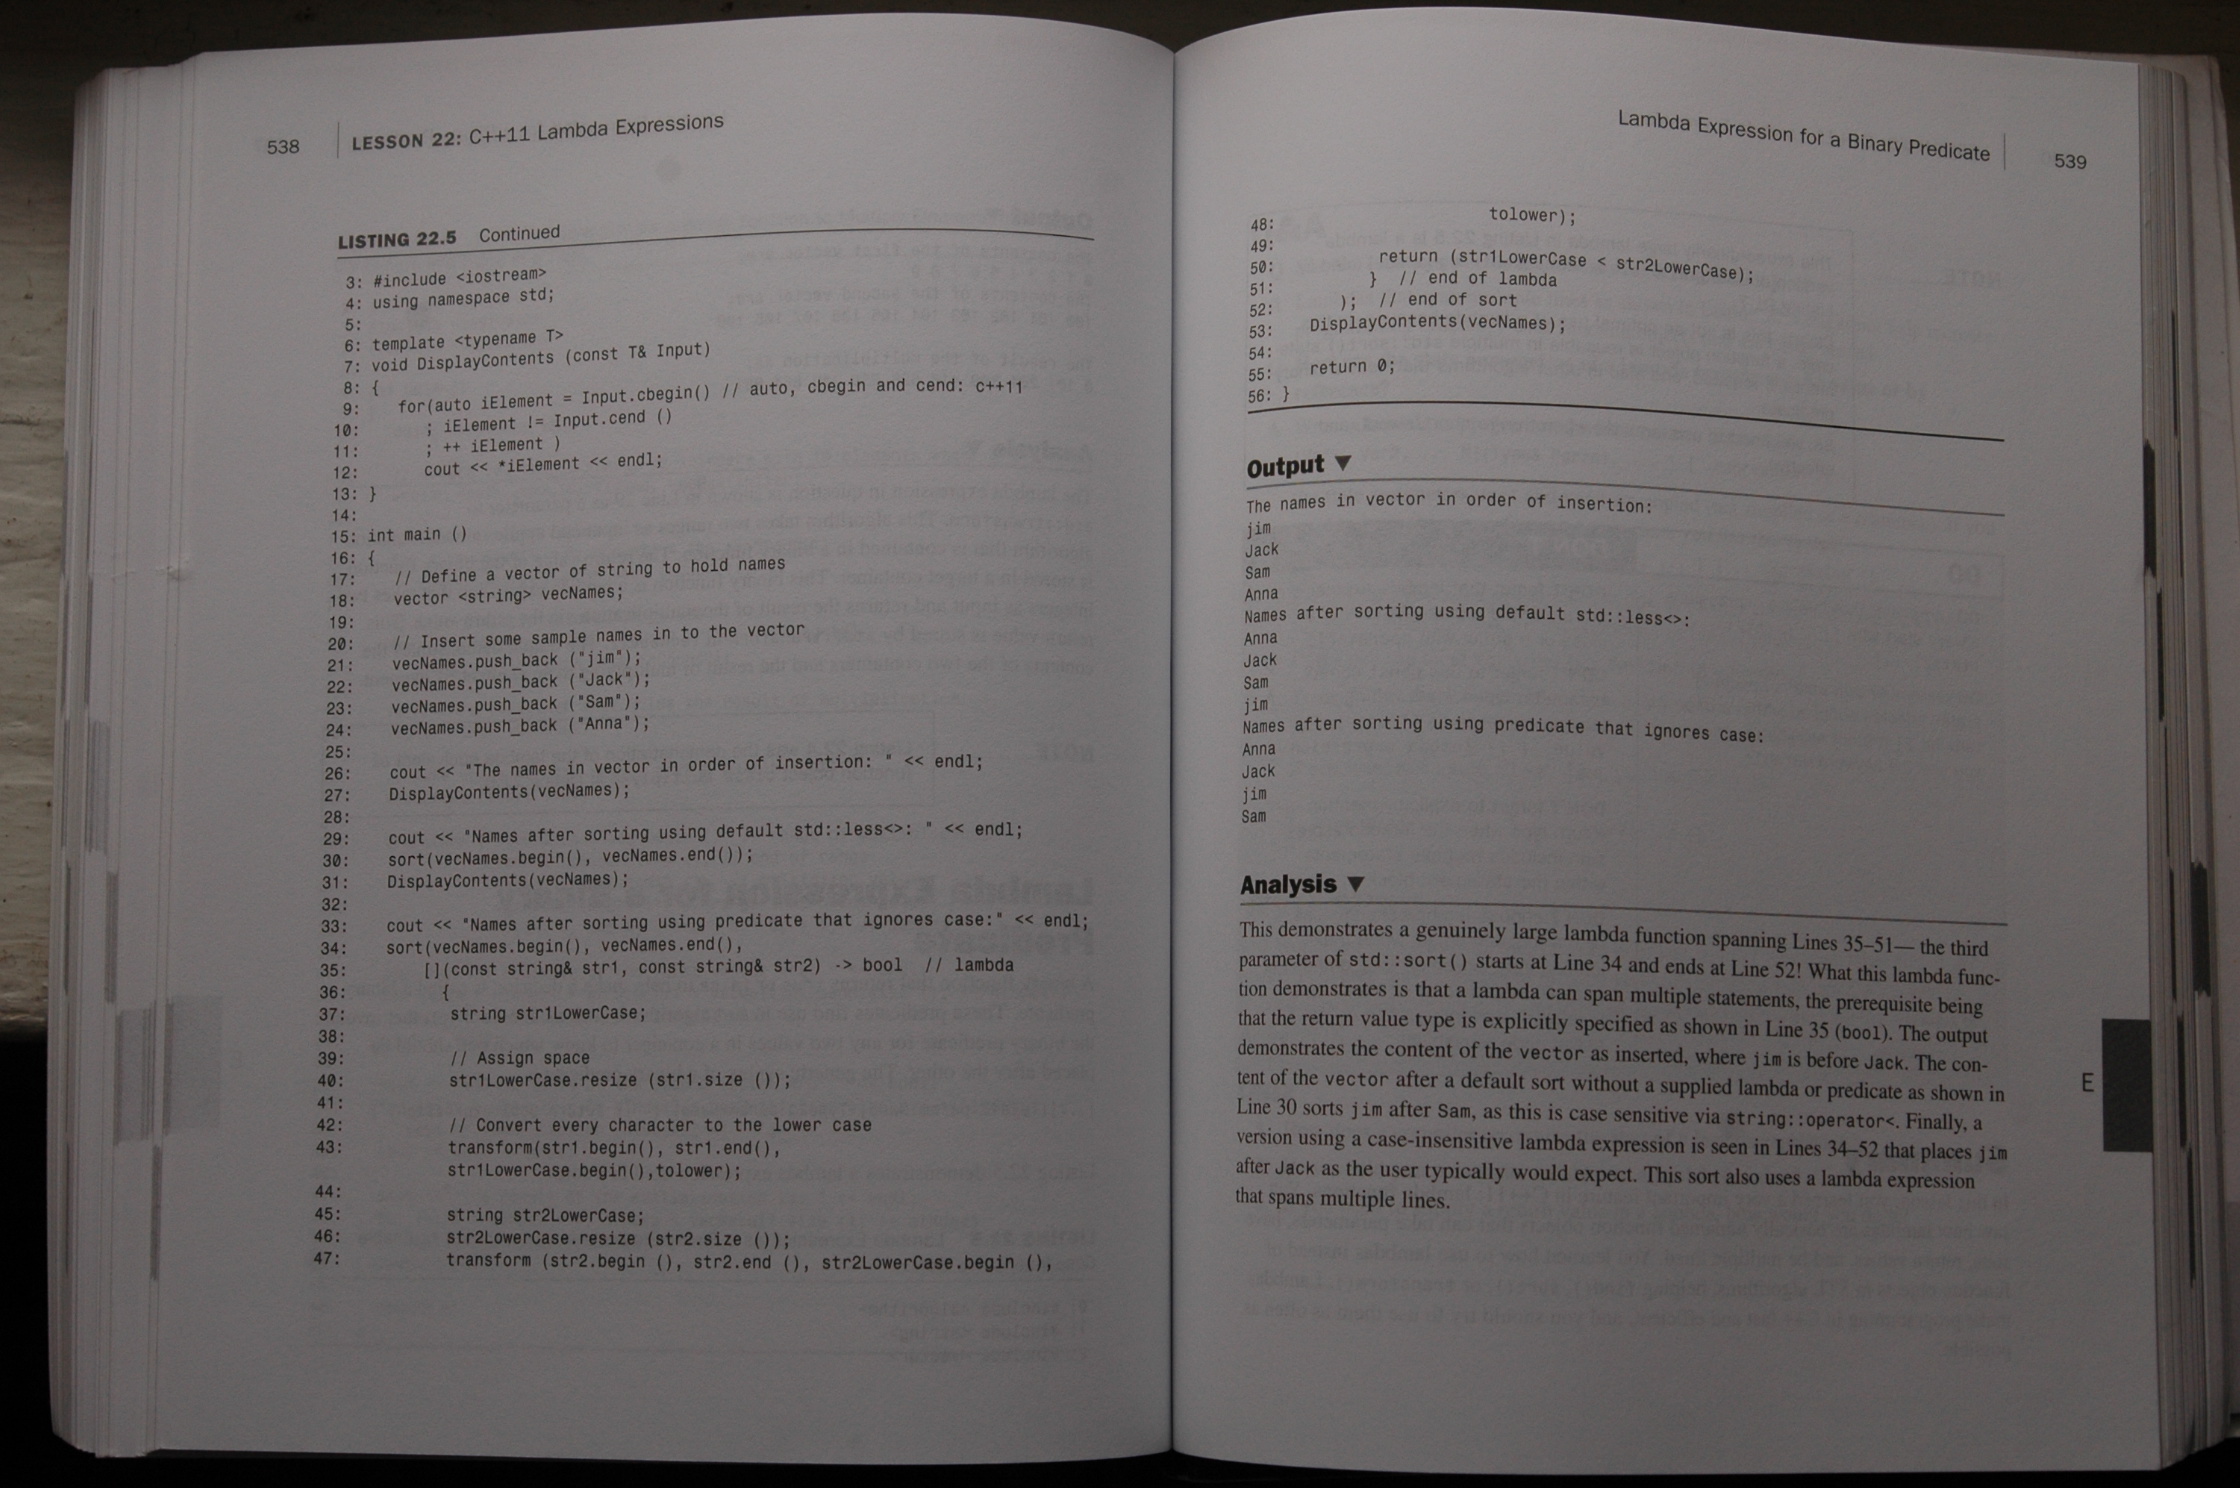 538 LESSON 22: C++11 Lambda Expressions
LISTING 22.5 Continued
3: #include <iostream>
4: using namespace std;
5:
6: template <typename T>
7: void DisplayContents (const T& Input)
8: {
9: for(auto iElement = Input.cbegin() // auto, cbegin and cend: c++11
10: ; iElement != Input.cend ()
11: ; ++ iElement )
12: cout << *iElement << endl;
13: }
14:
15: int main ()
16: {
17: // Define a vector of string to hold names
18: vector <string> vecNames;
19:
20: // Insert some sample names in to the vector
21: vecNames.push_back ("jim");
22: vecNames.push_back ("Jack");
23: vecNames.push_back ("Sam");
24: vecNames.push_back ("Anna");
25:
26: cout << "The names in vector in order of insertion: " << endl;
27: DisplayContents(vecNames);
28:
29: cout << "Names after sorting using default std::less<>: " << endl;
30: sort(vecNames.begin(), vecNames.end());
31: DisplayContents(vecNames);
32:
33: cout << "Names after sorting using predicate that ignores case:" << endl;
34: sort(vecNames.begin(), vecNames.end(),
35: [](const string& str1, const string& str2) -> bool // lambda
36: {
37: string str1LowerCase;
38:
39: // Assign space
40: str1LowerCase.resize (str1.size ());
41:
42: // Convert every character to the lower case
43: transform(str1.begin(), str1.end(),
str1LowerCase.begin(),tolower);
44:
45: string str2LowerCase;
46: str2LowerCase.resize (str2.size ());
47: transform (str2.begin (), str2.end (), str2LowerCase.begin (),
Lambda Expression for a Binary Predicate 539
48: tolower);
49:
50: return (str1LowerCase < str2LowerCase);
51: } // end of lambda
52: ); // end of sort
53: DisplayContents(vecNames);
54:
55: return 0;
56: }
Output ▼
The names in vector in order of insertion:
jim
Jack
Sam
Anna
Names after sorting using default std::less<>:
Anna
Jack
Sam
jim
Names after sorting using predicate that ignores case:
Anna
Jack
jim
Sam
Analysis ▼
This demonstrates a genuinely large lambda function spanning Lines 35–51— the third
parameter of std::sort() starts at Line 34 and ends at Line 52! What this lambda func-
tion demonstrates is that a lambda can span multiple statements, the prerequisite being
that the return value type is explicitly specified as shown in Line 35 (bool). The output
demonstrates the content of the vector as inserted, where jim is before Jack. The con-
tent of the vector after a default sort without a supplied lambda or predicate as shown in
Line 30 sorts jim after Sam, as this is case sensitive via string::operator<. Finally, a
version using a case-insensitive lambda expression is seen in Lines 34–52 that places jim
after Jack as the user typically would expect. This sort also uses a lambda expression
that spans multiple lines.
E